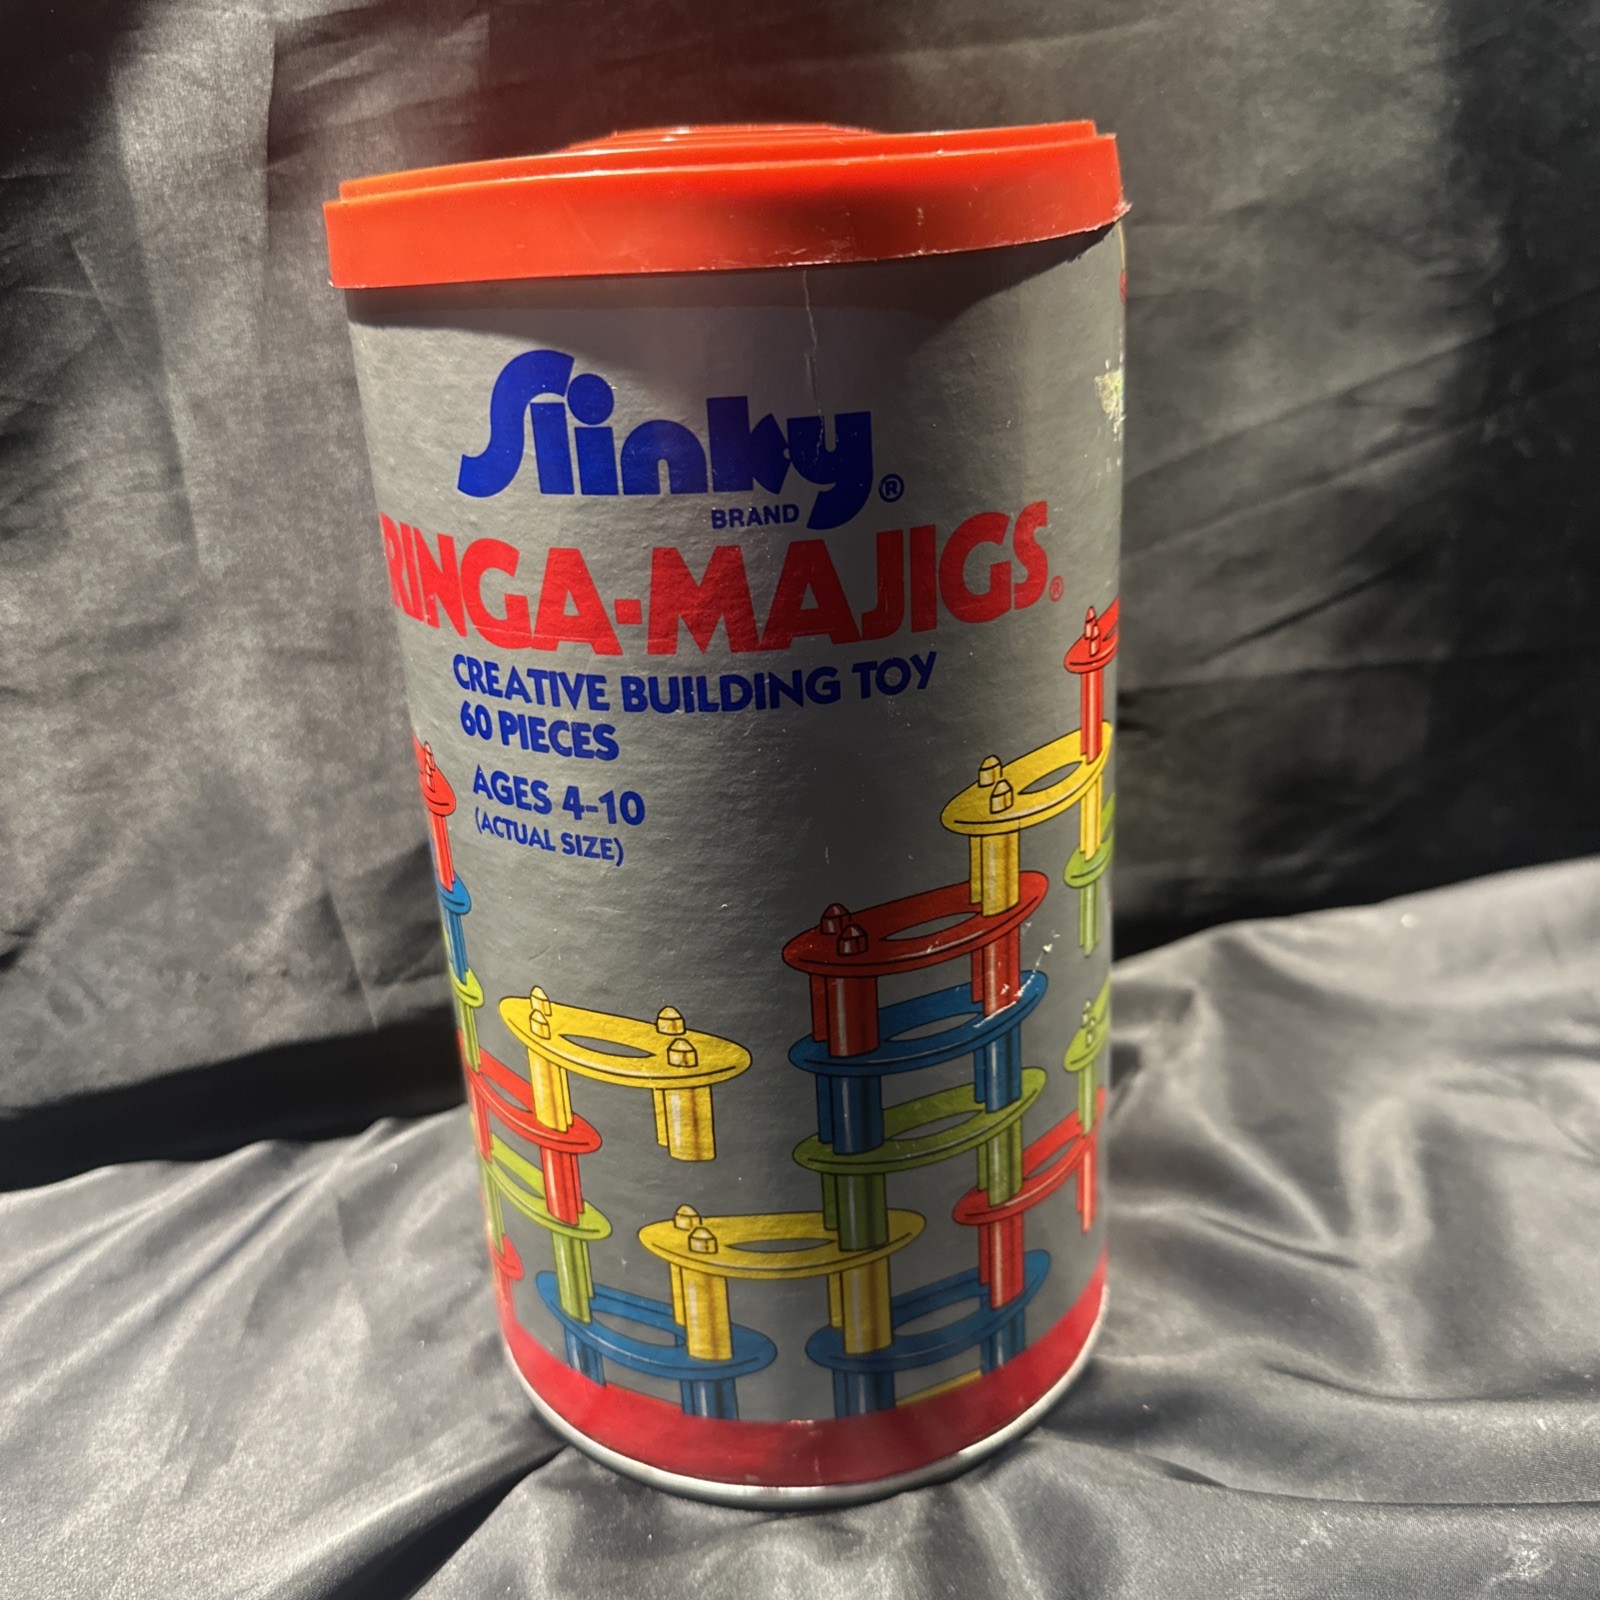 Slinky®
BRAND
RINGA-MAJIGS®
CREATIVE BUILDING TOY
60 PIECES
AGES 4-10
(ACTUAL SIZE)